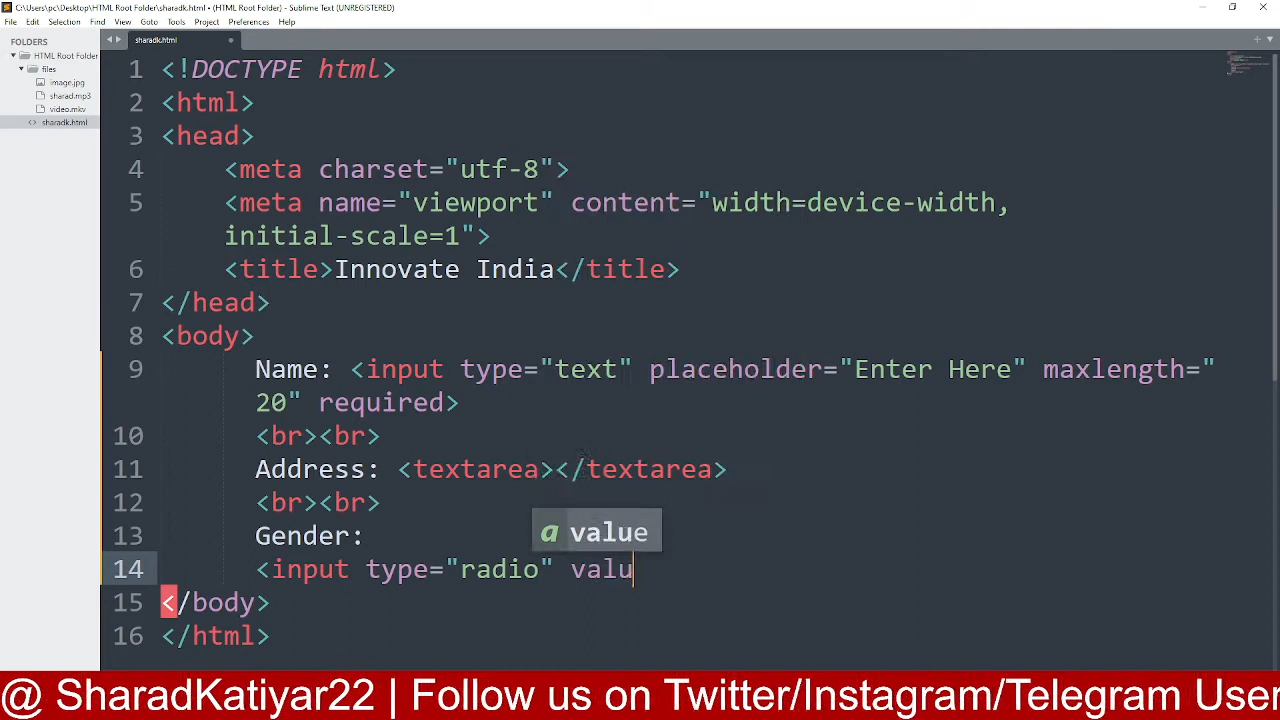 C:\Users\pc\Desktop\HTML Root Folder\sharadk.html • (HTML Root Folder) - Sublime Text (UNREGISTERED)
File Edit Selection Find View Goto Tools Project Preferences Help
FOLDERS
HTML Root Folder
files
image.jpg
sharad.mp3
video.mkv
<> sharadk.html
sharadk.html
1 <!DOCTYPE html>
2 <html>
3 <head>
4 <meta charset="utf-8">
5 <meta name="viewport" content="width=device-width,
initial-scale=1">
6 <title>Innovate India</title>
7 </head>
8 <body>
9 Name: <input type="text" placeholder="Enter Here" maxlength="
20" required>
10 <br><br>
11 Address: <textarea></textarea>
12 <br><br>
13 Gender:
a value
14 <input type="radio" valu
15 </body>
16 </html>
@ SharadKatiyar22 | Follow us on Twitter/Instagram/Telegram User